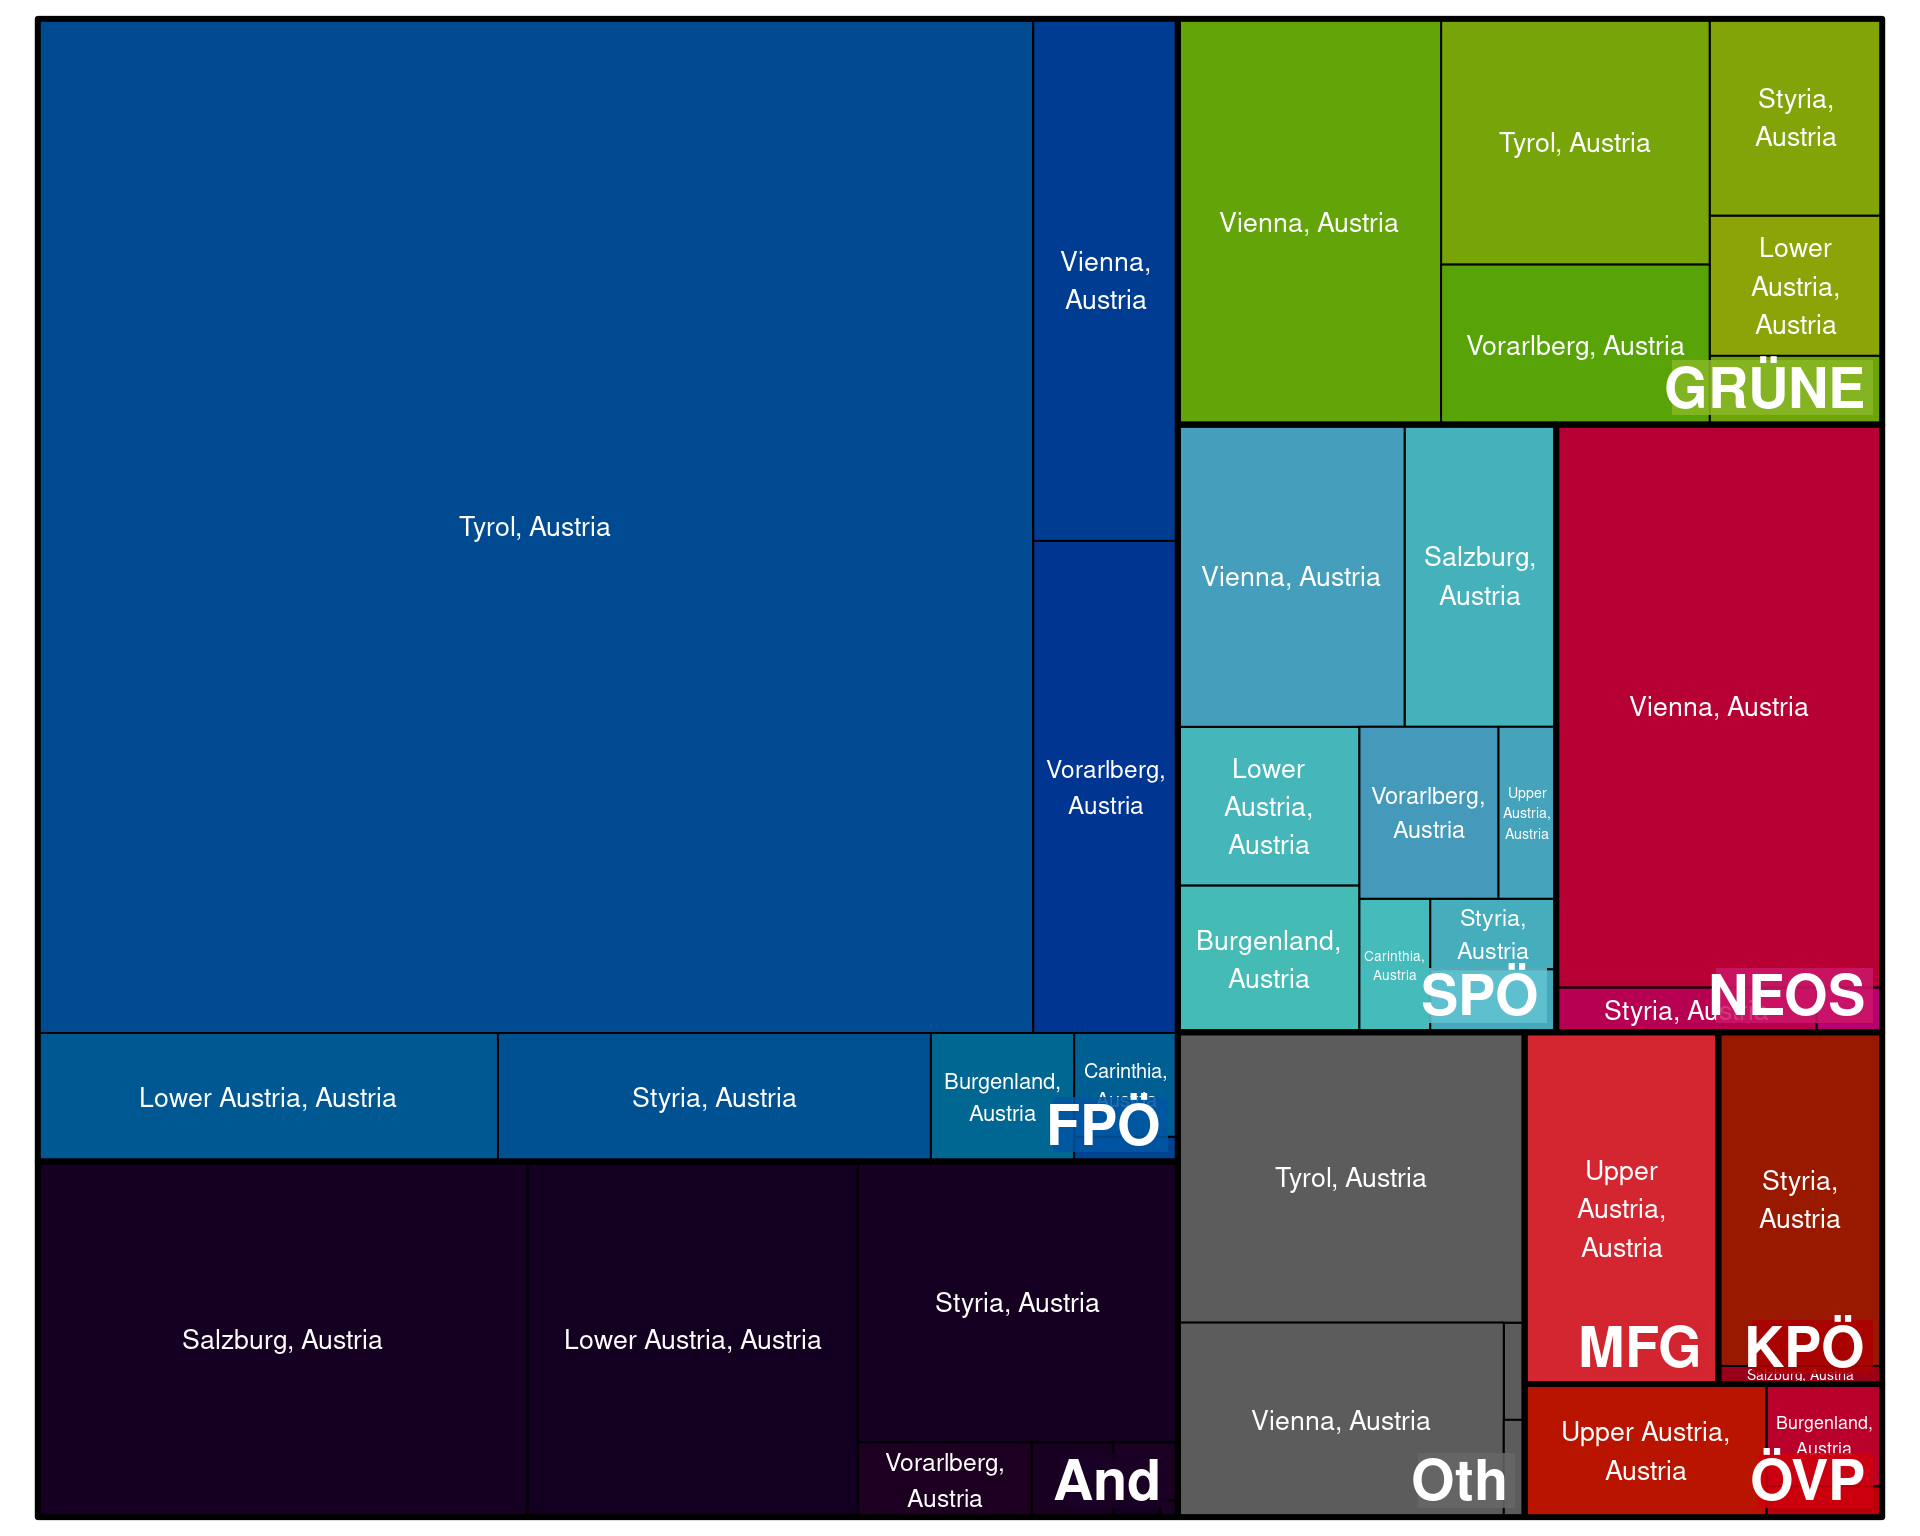 Tyrol, Austria
Vienna,
Austria
Vorarlberg,
Austria
Lower Austria, Austria
Styria, Austria
Burgenland,
Austria
Carinthia,
Austria
FPÖ
Salzburg, Austria
Lower Austria, Austria
Styria, Austria
Vorarlberg,
Austria
And
Vienna, Austria
Tyrol, Austria
Vorarlberg, Austria
Styria,
Austria
Lower
Austria,
Austria
GRÜNE
Vienna, Austria
Salzburg,
Austria
Lower
Austria,
Austria
Burgenland,
Austria
Vorarlberg,
Austria
Upper
Austria,
Austria
Carinthia,
Austria
Styria,
Austria
SPÖ
Vienna, Austria
Styria, Austria
NEOS
Tyrol, Austria
Vienna, Austria
Oth
Upper
Austria,
Austria
MFG
Styria,
Austria
KPÖ
Salzburg, Austria
Upper Austria,
Austria
Burgenland,
Austria
ÖVP